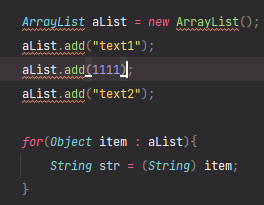 ArrayList aList = new ArrayList();
aList.add("text1");
aList.add(1111);
aList.add("text2");
for(Object item : aList){
String str = (String) item;
}